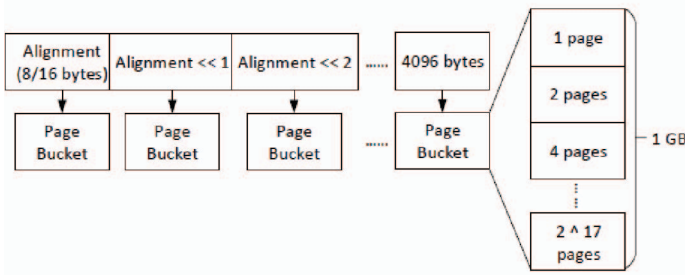 Alignment
(8/16 bytes)
Alignment << 1
Alignment << 2
......
4096 bytes
Page
Bucket
Page
Bucket
Page
Bucket
......
Page
Bucket
1 page
2 pages
4 pages
2 ^ 17
pages
1 GB